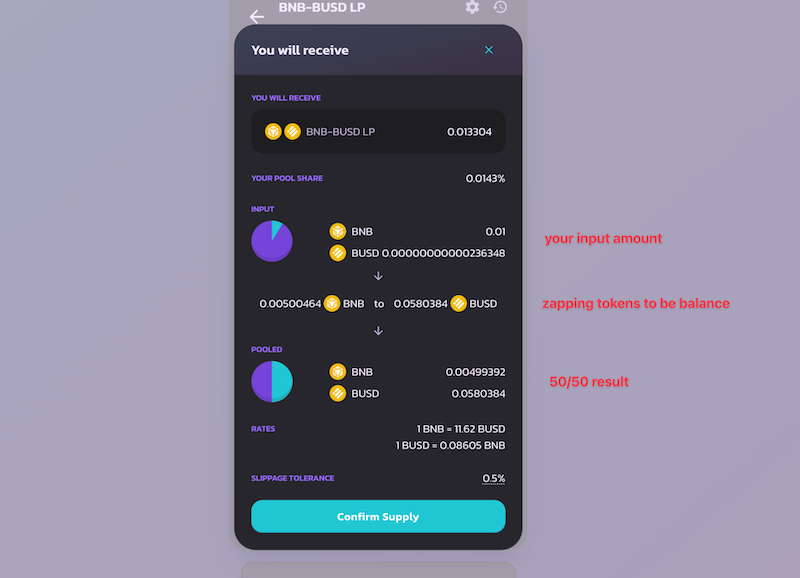 BNB-BUSD LP
You will receive
YOU WILL RECEIVE
BNB-BUSD LP 0.013304
YOUR POOL SHARE 0.0143%
INPUT
BNB 0.01
BUSD 0.00000000000236348
your input amount
0.00500464 BNB to 0.0580384 BUSD
zapping tokens to be balance
POOLED
BNB 0.00499392
BUSD 0.0580384
50/50 result
RATES 1 BNB = 11.62 BUSD
1 BUSD = 0.08605 BNB
SLIPPAGE TOLERANCE 0.5%
Confirm Supply